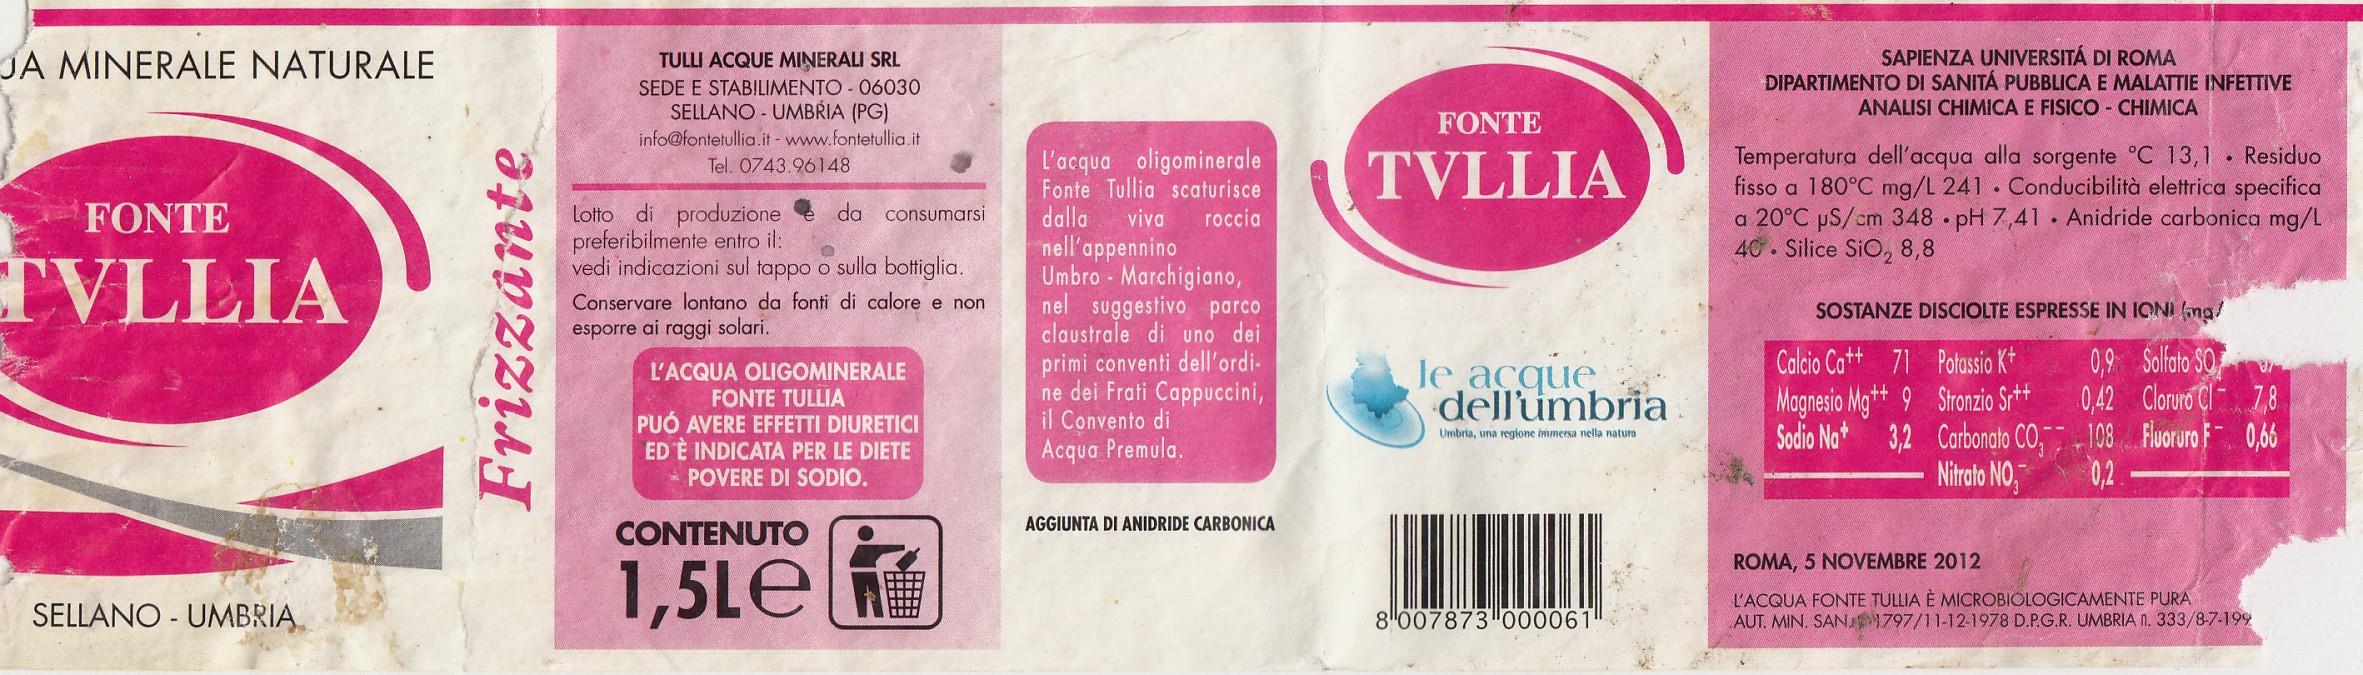 MINERALE NATURALE
FONTE
TVLLIA
SELLANO - UMBRIA
Frizzante
TULLI ACQUE MINERALI SRL
SEDE E STABILIMENTO - 06030
SELLANO - UMBRIA (PG)
info@fontetullia.it - www.fontetullia.it
Tel. 0743.96148
Lotto di produzione e da consumarsi
preferibilmente entro il:
vedi indicazioni sul tappo o sulla bottiglia.
Conservare lontano da fonti di calore e non
esporre ai raggi solari.
L'ACQUA OLIGOMINERALE
FONTE TULLIA
PUÓ AVERE EFFETTI DIURETICI
ED È INDICATA PER LE DIETE
POVERE DI SODIO.
CONTENUTO
1,5L e
L'acqua oligominerale
Fonte Tullia scaturisce
dalla viva roccia
nell'appennino
Umbro - Marchigiano,
nel suggestivo parco
claustrale di uno dei
primi conventi dell'ordi-
ne dei Frati Cappuccini,
il Convento di
Acqua Premula.
AGGIUNTA DI ANIDRIDE CARBONICA
FONTE
TVLLIA
le acque
dell'umbria
Umbria, una regione immersa nella natura
8 007873 000061
SAPIENZA UNIVERSITÁ DI ROMA
DIPARTIMENTO DI SANITÁ PUBBLICA E MALATTIE INFETTIVE
ANALISI CHIMICA E FISICO - CHIMICA
Temperatura dell'acqua alla sorgente °C 13,1 • Residuo
fisso a 180°C mg/L 241 • Conducibilità elettrica specifica
a 20°C µS/cm 348 • pH 7,41 • Anidride carbonica mg/L
40 • Silice SiO₂ 8,8
SOSTANZE DISCIOLTE ESPRESSE IN IONI (mg/
Calcio Ca⁺⁺ 71 Potassio K⁺ 0,9 Solfato SO₄
Magnesio Mg⁺⁺ 9 Stronzio Sr⁺⁺ 0,42 Cloruro Cl⁻ 7,8
Sodio Na⁺ 3,2 Carbonato CO₃⁻⁻ 108 Fluoruro F⁻ 0,66
Nitrato NO₃⁻ 0,2
ROMA, 5 NOVEMBRE 2012
L'ACQUA FONTE TULLIA È MICROBIOLOGICAMENTE PURA
AUT. MIN. SAN. 1797/11-12-1978 D.P.G.R. UMBRIA n. 333/8-7-199